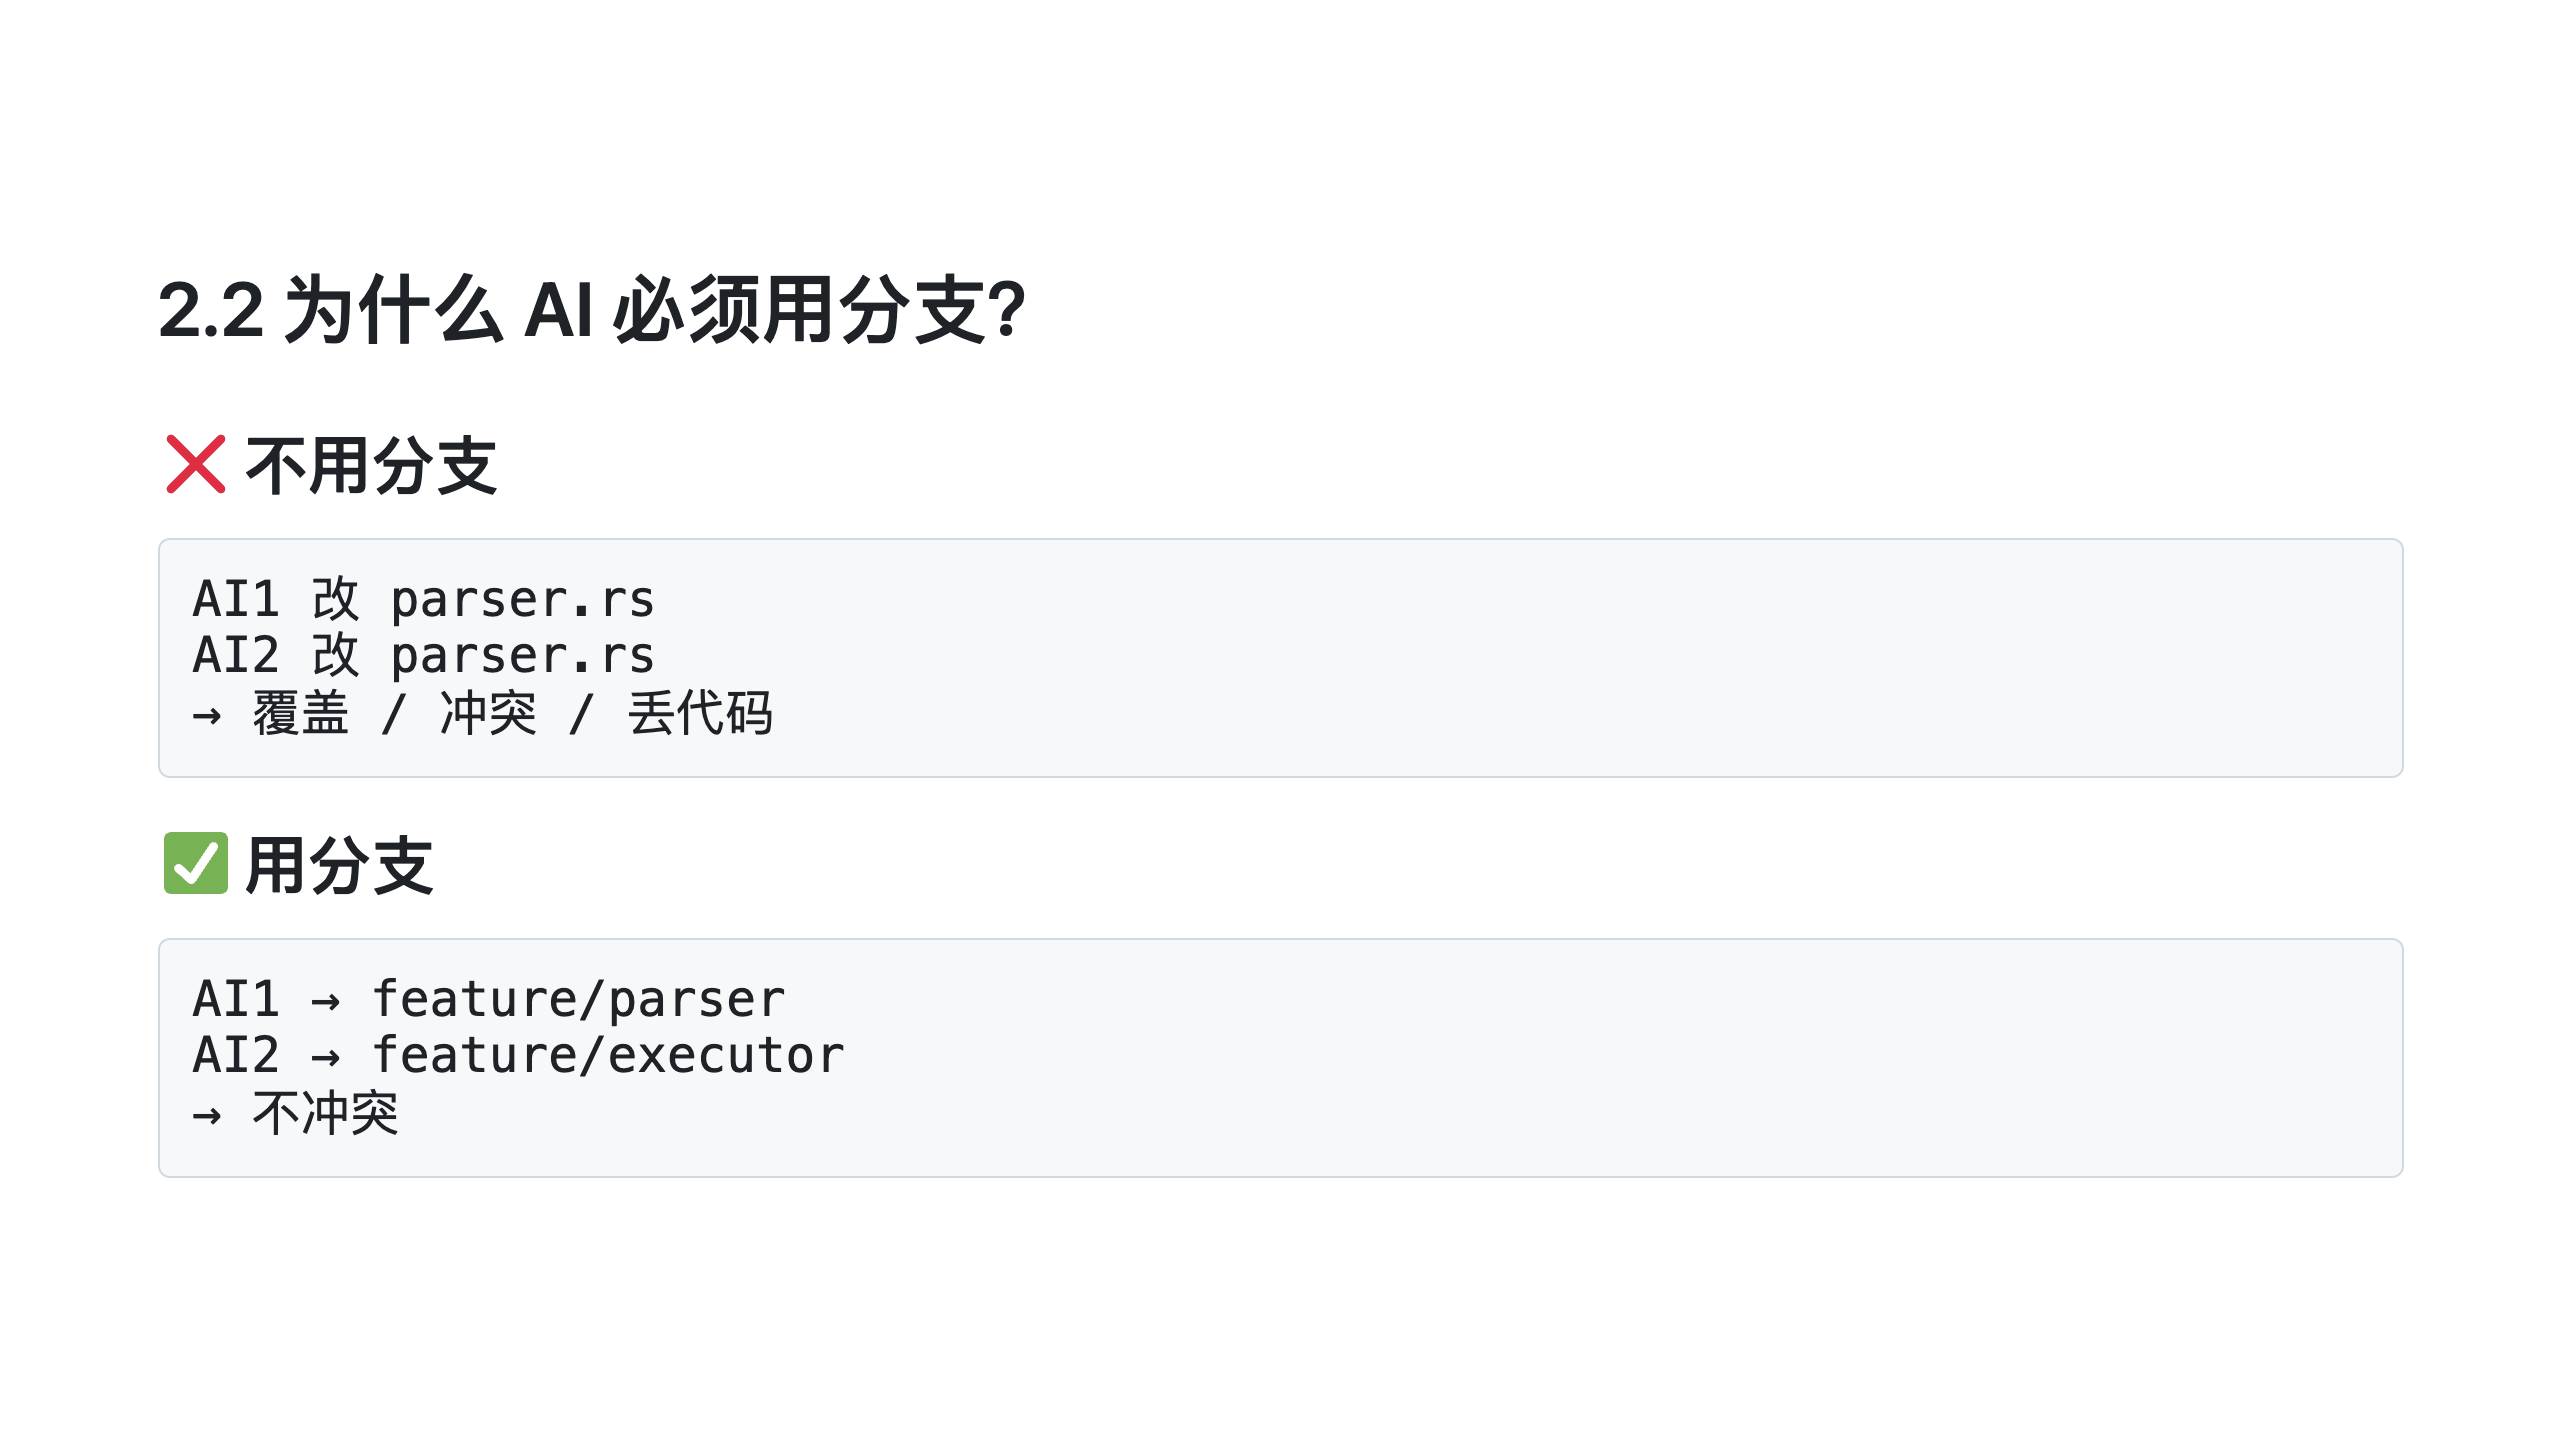 2.2 为什么 AI 必须用分支?
❌ 不用分支
AI1 改 parser.rs
AI2 改 parser.rs
→ 覆盖 / 冲突 / 丢代码
✅ 用分支
AI1 → feature/parser
AI2 → feature/executor
→ 不冲突